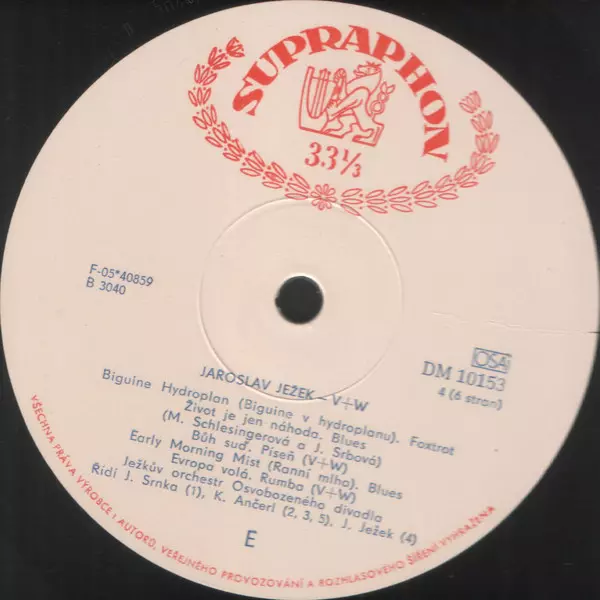 SUPRAPHON
33⅓
F-05*40859
B 3040
OSA
DM 10153
4 (6 stran)
JAROSLAV JEŽEK - V+W
Biguine Hydroplan (Biguine v hydroplanu). Foxtrot
Život je jen náhoda. Blues
(M. Schlesingerová a J. Srbová)
Bůh suď. Píseň (V+W)
Early Morning Mist (Ranní mlho). Blues
Evropa volá. Rumba (V+W)
Ježkův orchestr Osvobozeného divadla
Řídí J. Srnka (1), K. Ančerl (2, 3, 5), J. Ježek (4)
E
VŠECHNA PRÁVA VÝROBCE I AUTORŮ, VEŘEJNÉHO PROVOZOVÁNÍ A ROZHLASOVÉHO ŠÍŘENÍ VYHRAŽENA